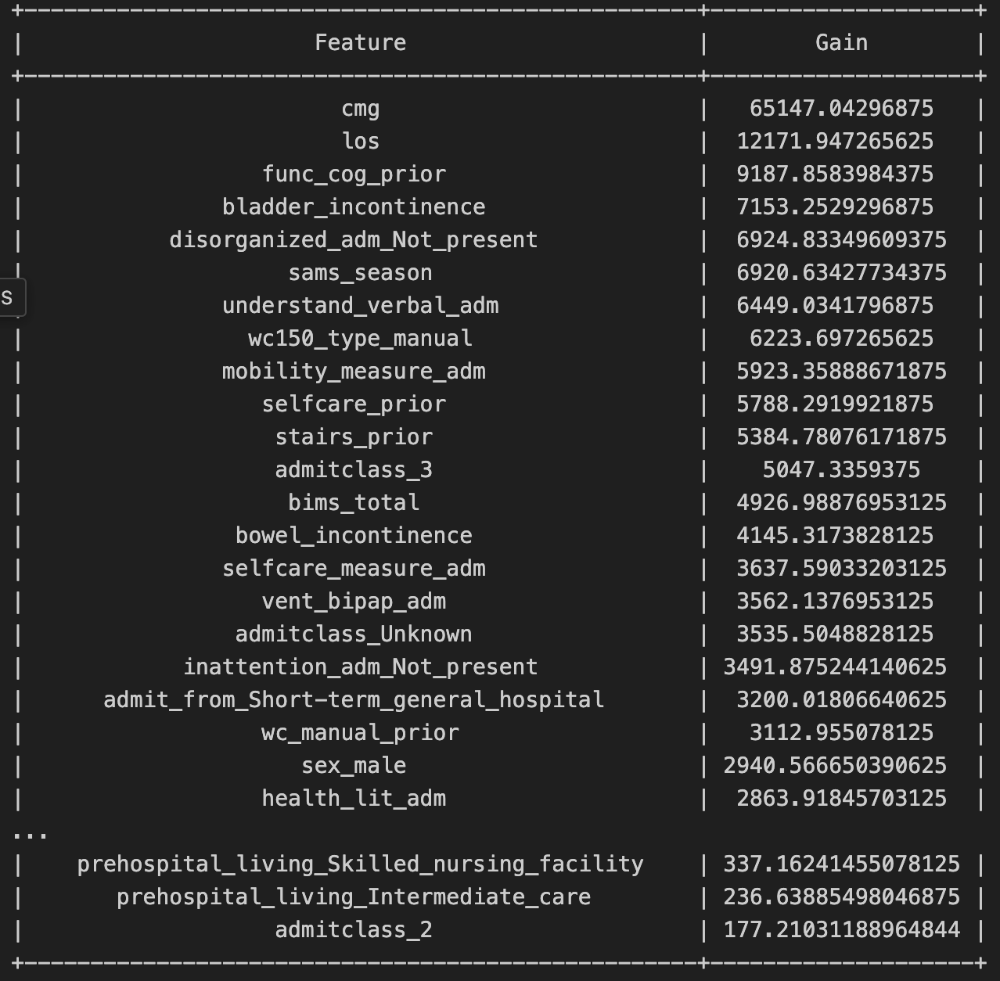 +---------------------------------------------------+--------------------+
| Feature | Gain |
+---------------------------------------------------+--------------------+
| cmg | 65147.04296875 |
| los | 12171.947265625 |
| func_cog_prior | 9187.8583984375 |
| bladder_incontinence | 7153.2529296875 |
| disorganized_adm_Not_present | 6924.83349609375 |
| sams_season | 6920.63427734375 |
S
| understand_verbal_adm | 6449.0341796875 |
| wc150_type_manual | 6223.697265625 |
| mobility_measure_adm | 5923.35888671875 |
| selfcare_prior | 5788.2919921875 |
| stairs_prior | 5384.78076171875 |
| admitclass_3 | 5047.3359375 |
| bims_total | 4926.98876953125 |
| bowel_incontinence | 4145.3173828125 |
| selfcare_measure_adm | 3637.59033203125 |
| vent_bipap_adm | 3562.1376953125 |
| admitclass_Unknown | 3535.5048828125 |
| inattention_adm_Not_present | 3491.875244140625 |
| admit_from_Short-term_general_hospital | 3200.01806640625 |
| wc_manual_prior | 3112.955078125 |
| sex_male | 2940.566650390625 |
| health_lit_adm | 2863.91845703125 |
...
| prehospital_living_Skilled_nursing_facility | 337.16241455078125 |
| prehospital_living_Intermediate_care | 236.63885498046875 |
| admitclass_2 | 177.21031188964844 |
+---------------------------------------------------+--------------------+